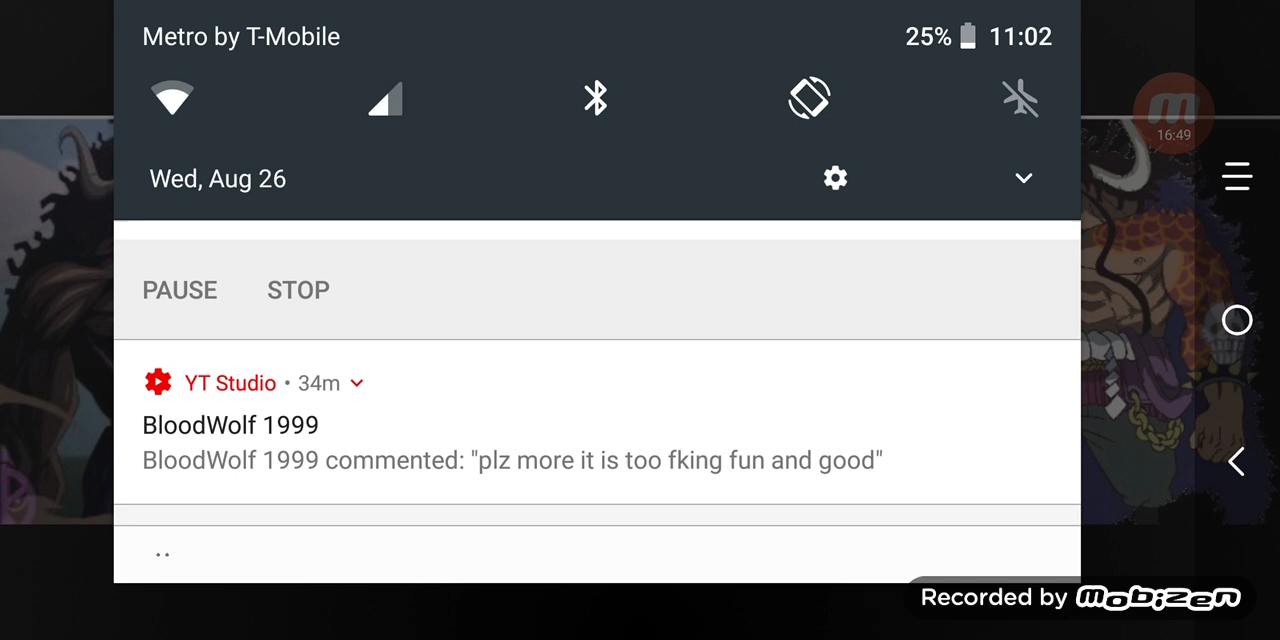 Metro by T-Mobile
25% 11:02
16:49
Wed, Aug 26
PAUSE STOP
YT Studio • 34m
BloodWolf 1999
BloodWolf 1999 commented: "plz more it is too fking fun and good"
Recorded by mobizen